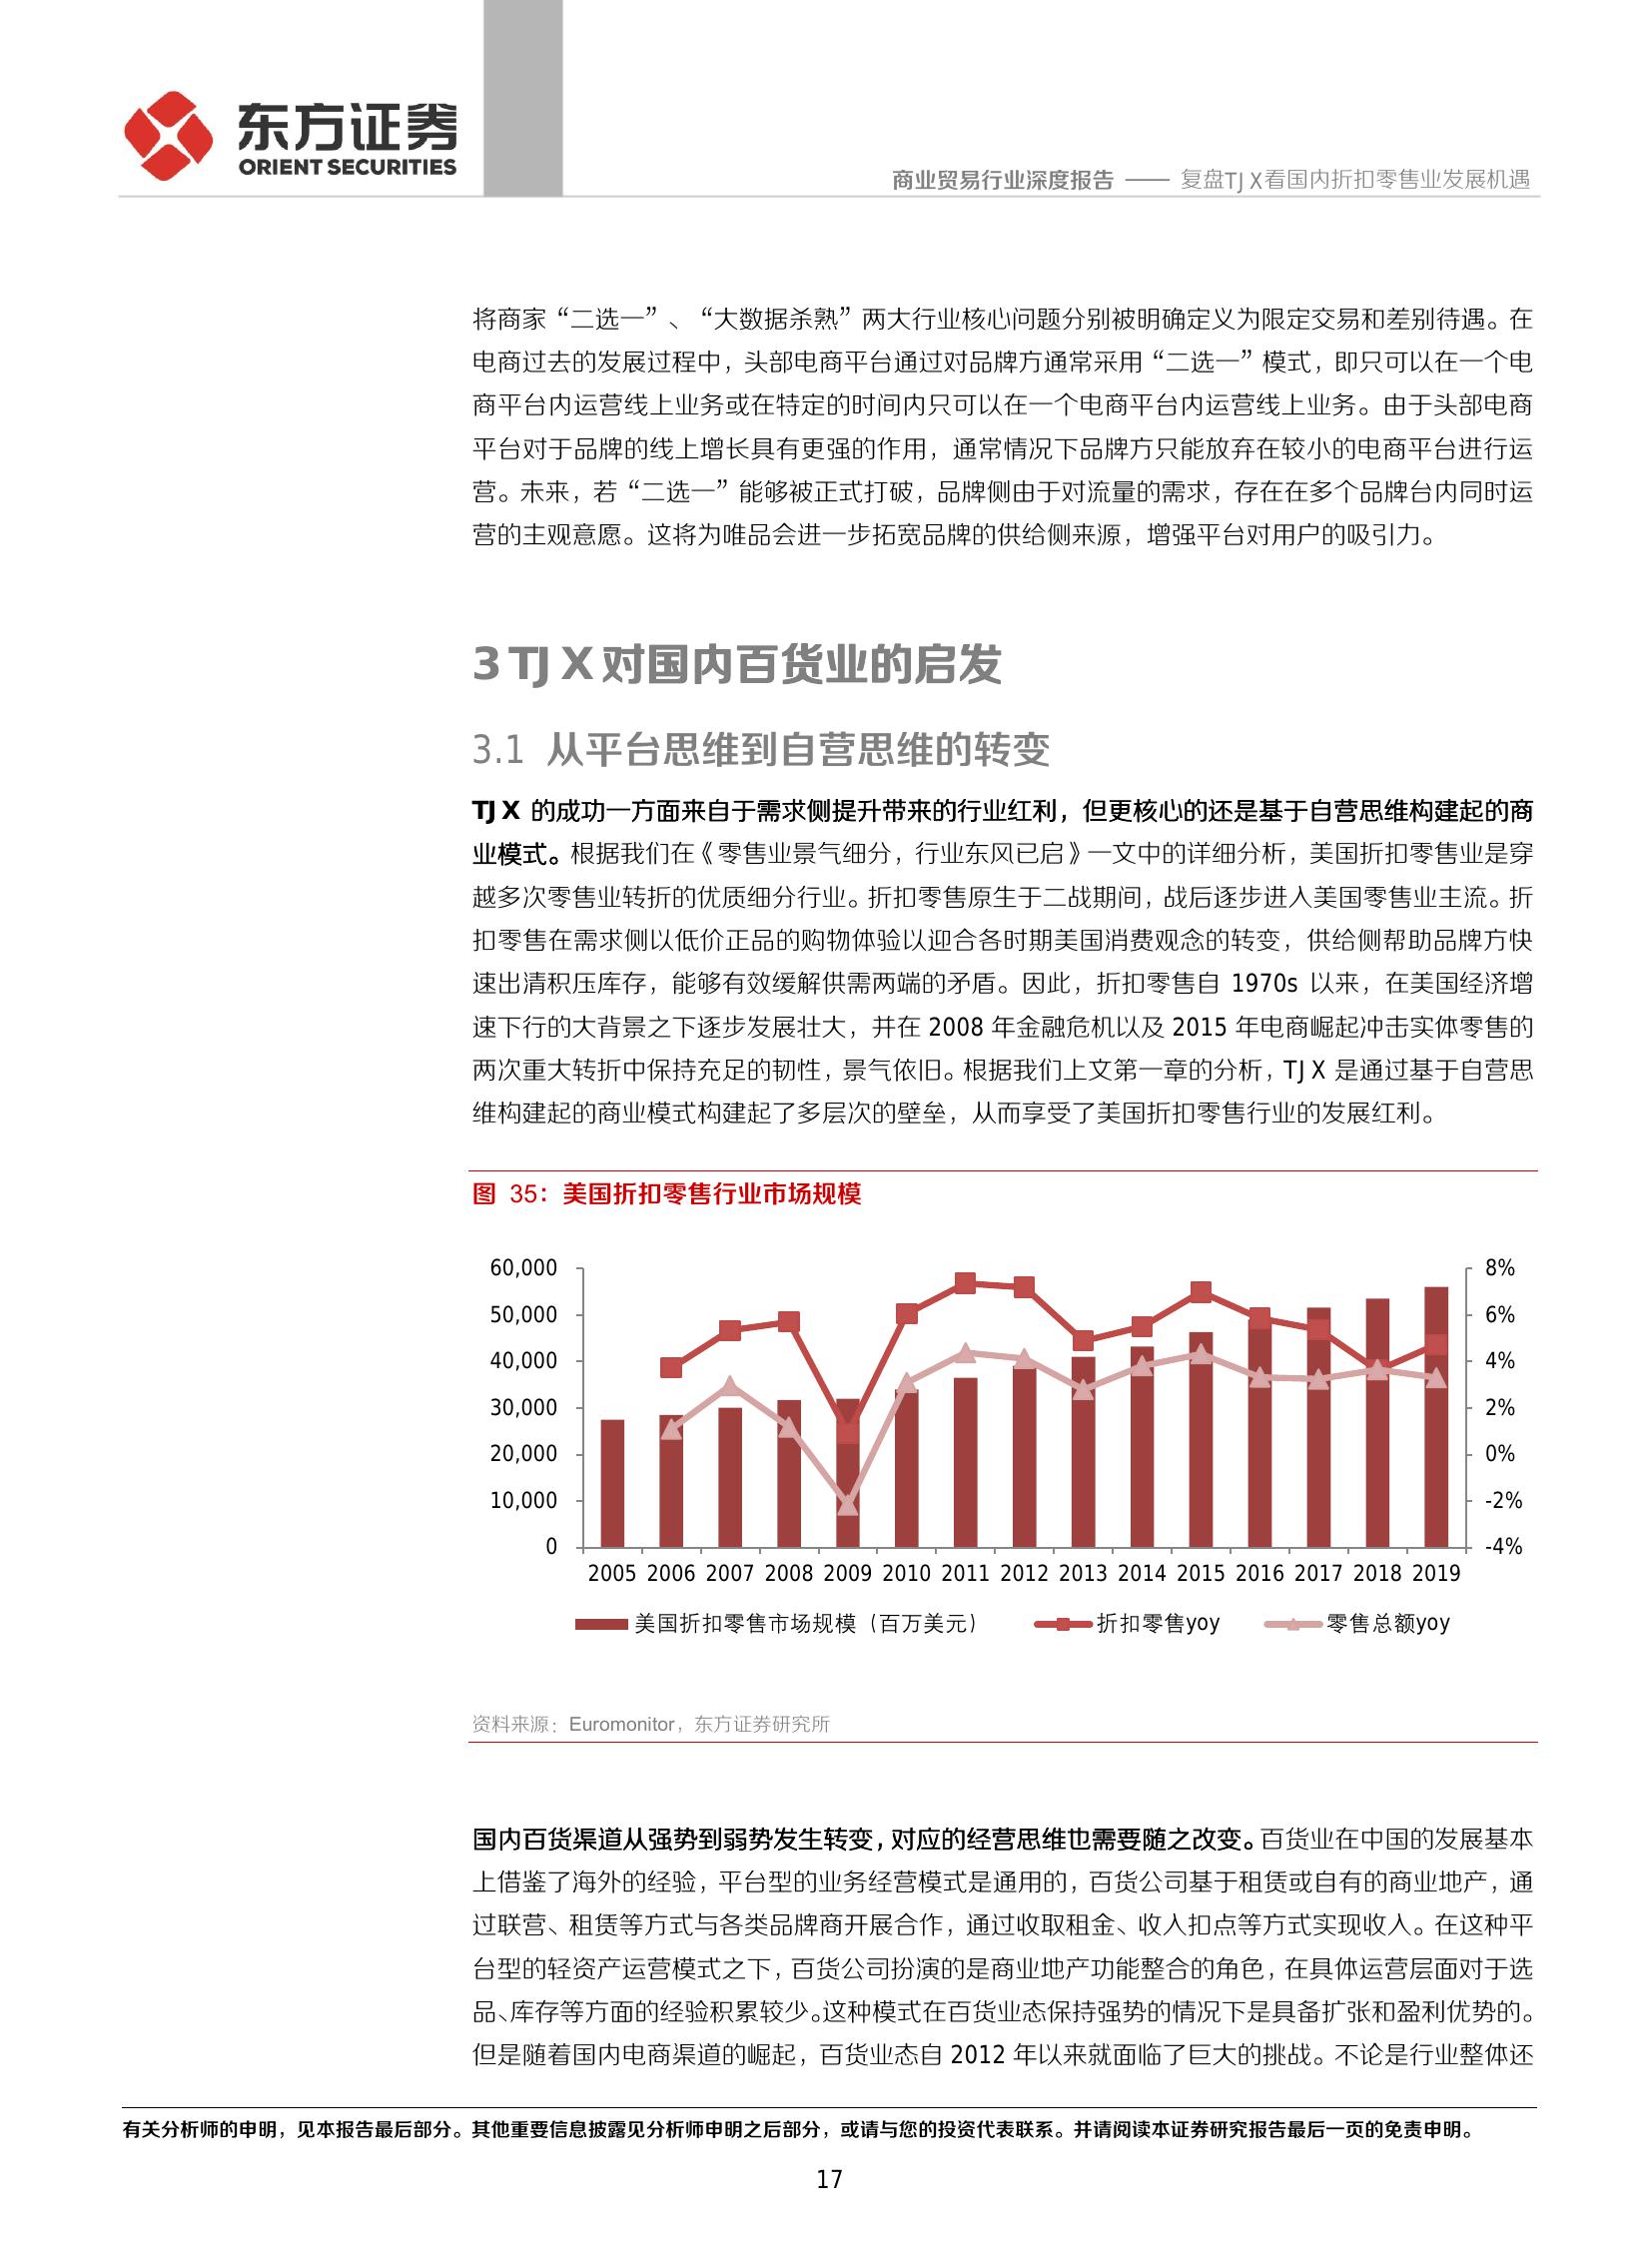 东方证券
ORIENT SECURITIES
商业贸易行业深度报告 —— 复盘TJX看国内折扣零售业发展机遇
将商家“二选一”、“大数据杀熟”两大行业核心问题分别被明确定义为限定交易和差别待遇。在
电商过去的发展过程中，头部电商平台通过对品牌方通常采用“二选一”模式，即只可以在一个电
商平台内运营线上业务或在特定的时间内只可以在一个电商平台内运营线上业务。由于头部电商
平台对于品牌的线上增长具有更强的作用，通常情况下品牌方只能放弃在较小的电商平台进行运
营。未来，若“二选一”能够被正式打破，品牌侧由于对流量的需求，存在在多个品牌台内同时运
营的主观意愿。这将为唯品会进一步拓宽品牌的供给侧来源，增强平台对用户的吸引力。
3 TJX 对国内百货业的启发
3.1 从平台思维到自营思维的转变
TJX 的成功一方面来自于需求侧提升带来的行业红利，但更核心的还是基于自营思维构建起的商
业模式。根据我们在《零售业景气细分，行业东风已启》一文中的详细分析，美国折扣零售业是穿
越多次零售业转折的优质细分行业。折扣零售原生于二战期间，战后逐步进入美国零售业主流。折
扣零售在需求侧以低价正品的购物体验以迎合各时期美国消费观念的转变，供给侧帮助品牌方快
速出清积压库存，能够有效缓解供需两端的矛盾。因此，折扣零售自 1970s 以来，在美国经济增
速下行的大背景之下逐步发展壮大，并在 2008 年金融危机以及 2015 年电商崛起冲击实体零售的
两次重大转折中保持充足的韧性，景气依旧。根据我们上文第一章的分析，TJX 是通过基于自营思
维构建起的商业模式构建起了多层次的壁垒，从而享受了美国折扣零售行业的发展红利。
图 35：美国折扣零售行业市场规模
60,000
50,000
40,000
30,000
20,000
10,000
0
8%
6%
4%
2%
0%
-2%
-4%
2005 2006 2007 2008 2009 2010 2011 2012 2013 2014 2015 2016 2017 2018 2019
美国折扣零售市场规模（百万美元） 折扣零售yoy 零售总额yoy
资料来源：Euromonitor，东方证券研究所
国内百货渠道从强势到弱势发生转变，对应的经营思维也需要随之改变。百货业在中国的发展基本
上借鉴了海外的经验，平台型的业务经营模式是通用的，百货公司基于租赁或自有的商业地产，通
过联营、租赁等方式与各类品牌商开展合作，通过收取租金、收入扣点等方式实现收入。在这种平
台型的轻资产运营模式之下，百货公司扮演的是商业地产功能整合的角色，在具体运营层面对于选
品、库存等方面的经验积累较少。这种模式在百货业态保持强势的情况下是具备扩张和盈利优势的。
但是随着国内电商渠道的崛起，百货业态自 2012 年以来就面临了巨大的挑战。不论是行业整体还
有关分析师的申明，见本报告最后部分。其他重要信息披露见分析师申明之后部分，或请与您的投资代表联系。并请阅读本证券研究报告最后一页的免责申明。
17